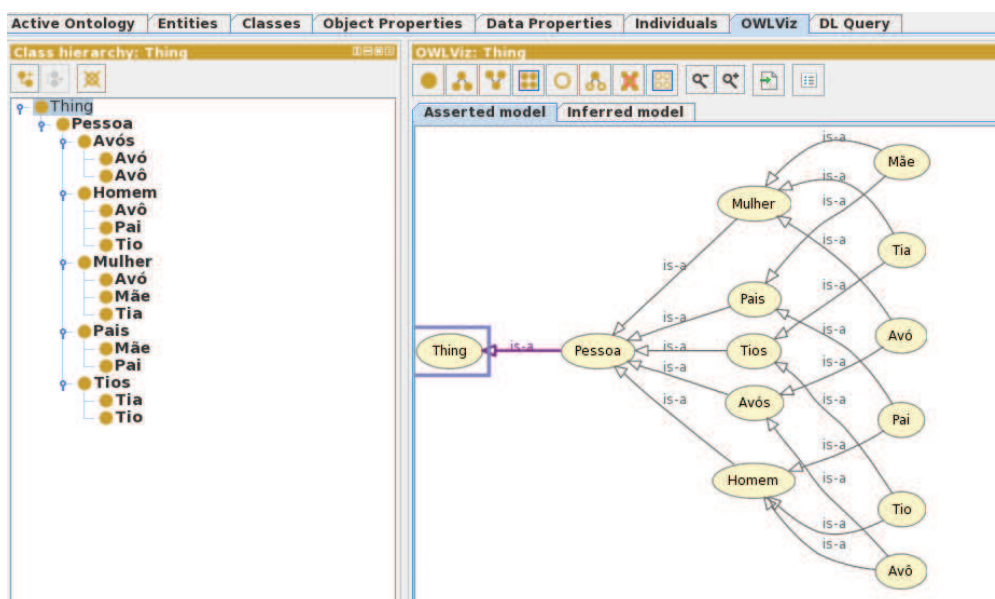 Active Ontology Entities Classes Object Properties Data Properties Individuals OWLViz DL Query
Class hierarchy: Thing
Thing
Pessoa
Avós
Avó
Avô
Homem
Avô
Pai
Tio
Mulher
Avó
Mãe
Tia
Pais
Mãe
Pai
Tios
Tia
Tio
OWLViz: Thing
Asserted model Inferred model
is-a
Mãe
is-a
Mulher
is-a
is-a
Tia
is-a
Pais
is-a
is-a
Avó
Thing
is-a
Pessoa
is-a
Tios
is-a
is-a
is-a
Avós
is-a
Pai
is-a
Homem
is-a
Tio
is-a
is-a
Avô